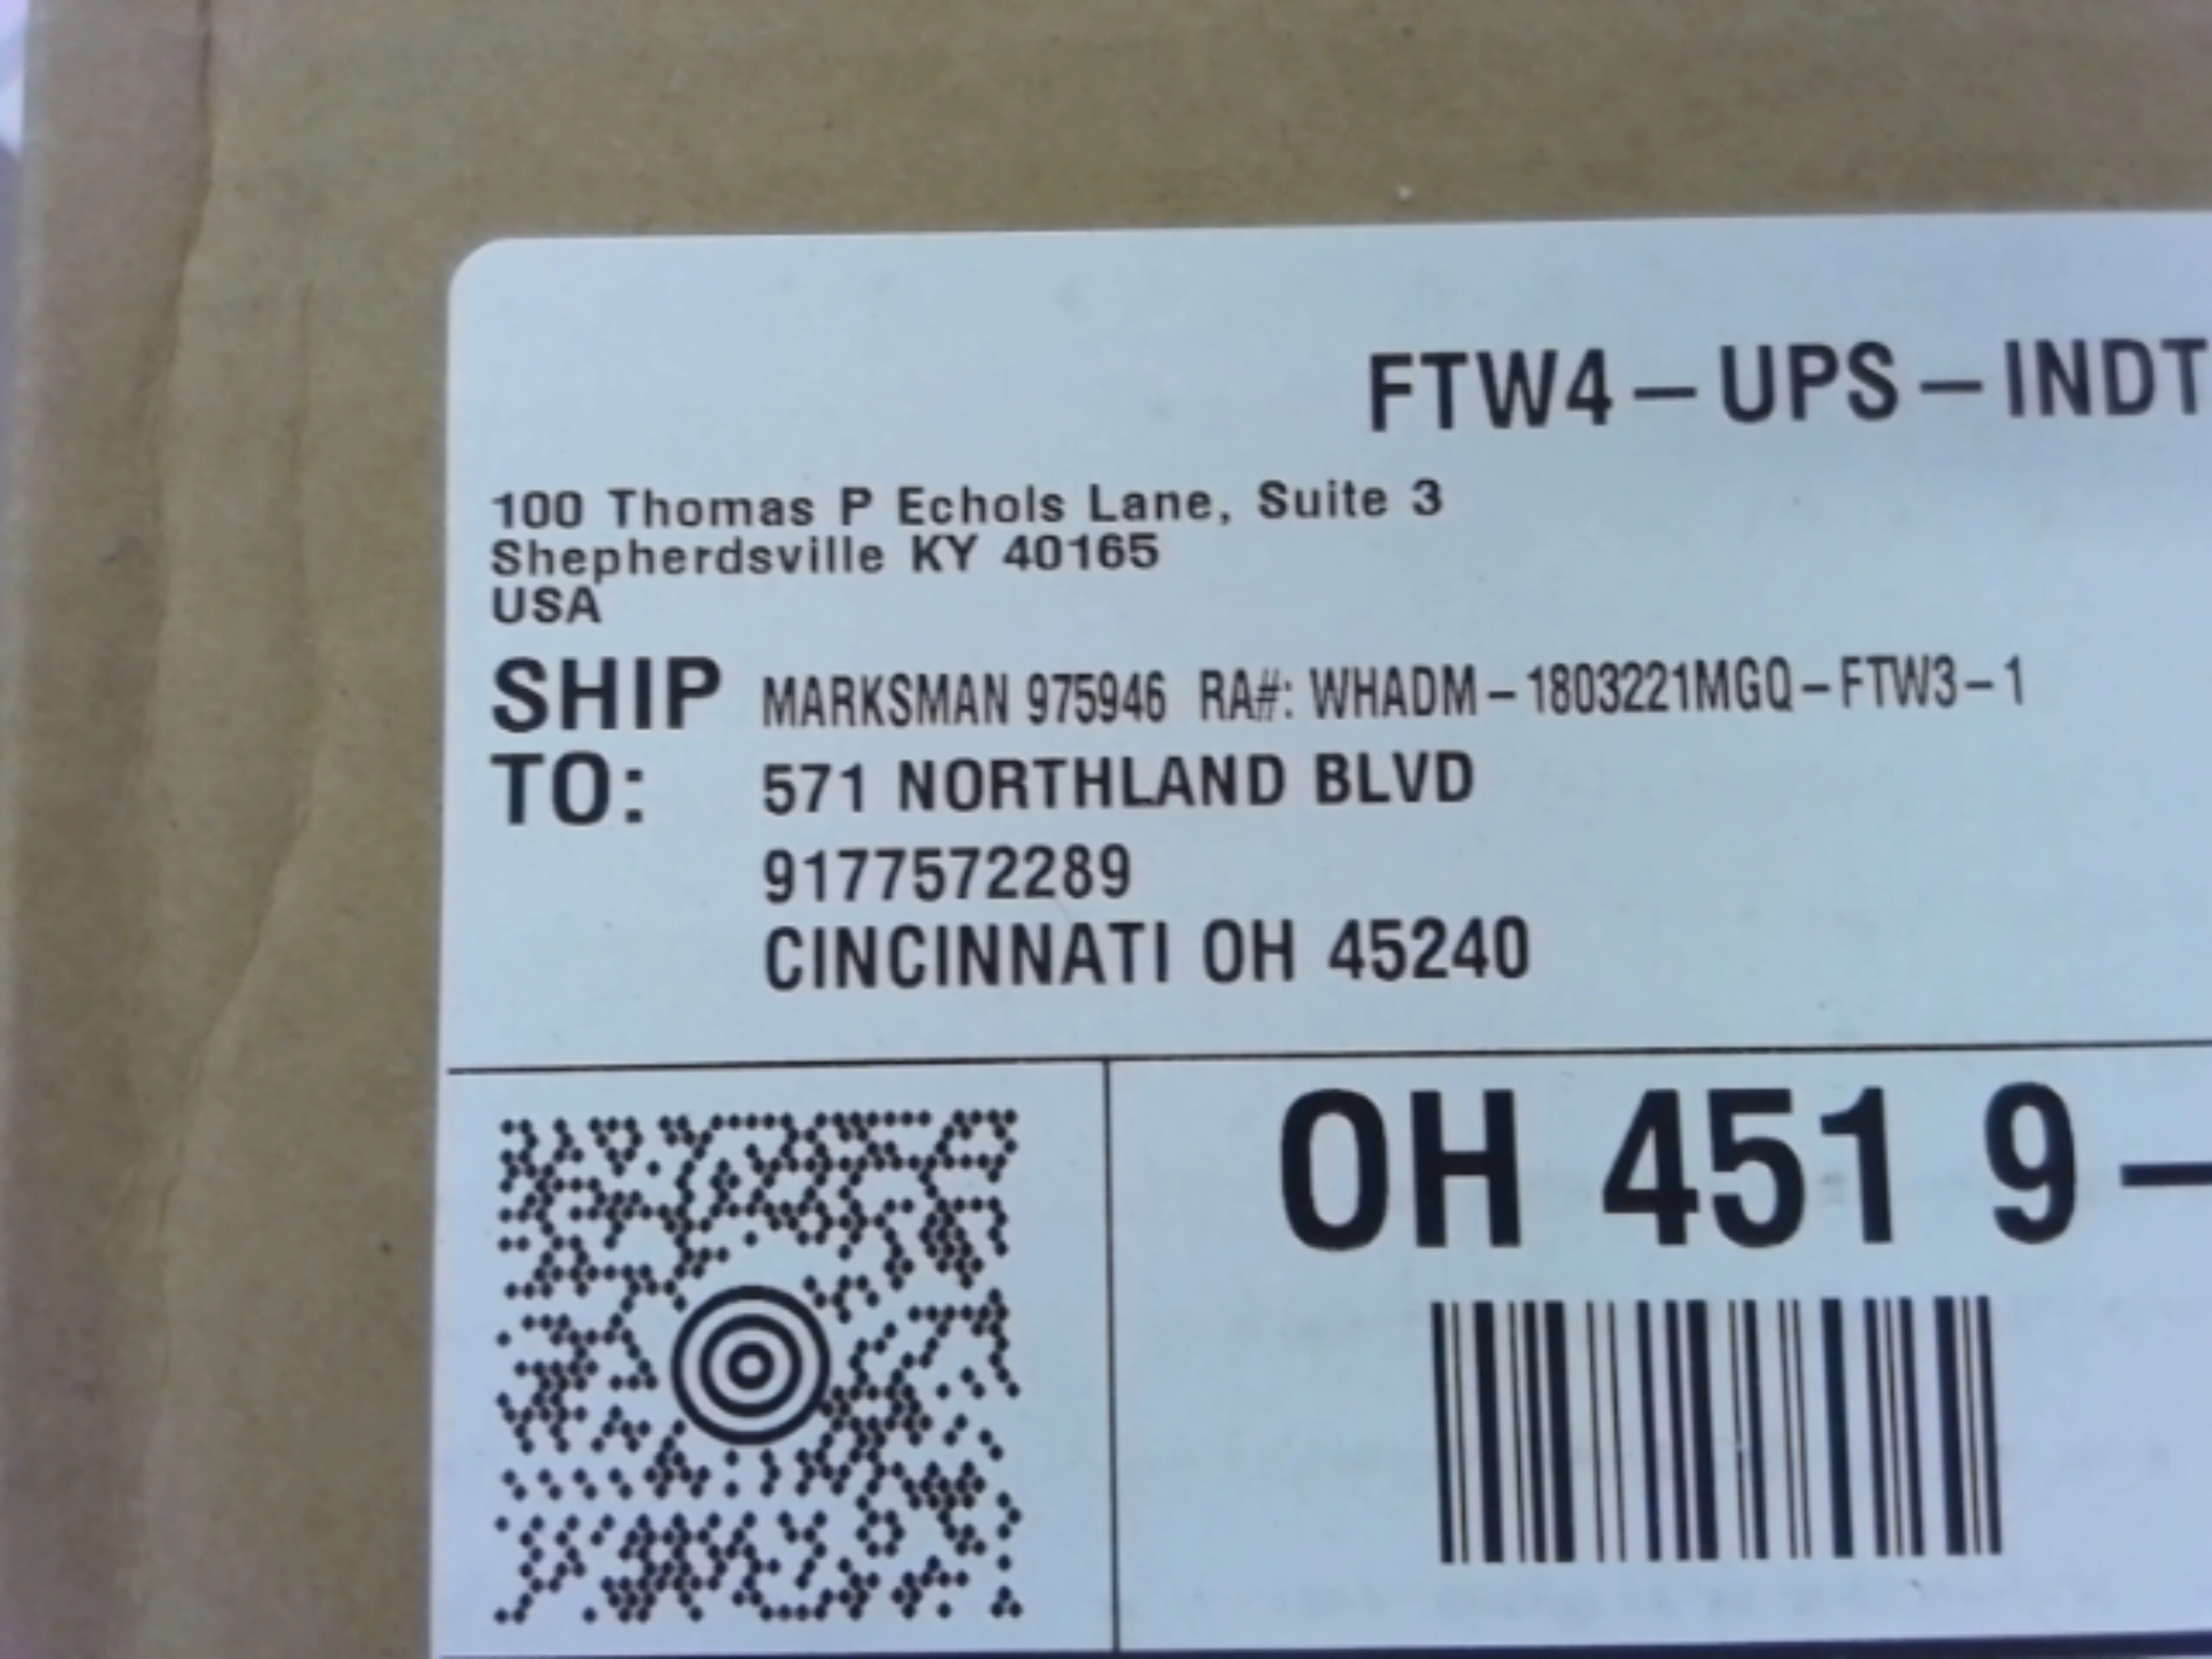 FTW4-UPS-INDT
100 Thomas P Echols Lane, Suite 3
Shepherdsville KY 40165
USA
SHIP TO: MARKSMAN 975946 RA#: WHADM-1803221MGQ-FTW3-1
571 NORTHLAND BLVD
9177572289
CINCINNATI OH 45240
OH 451 9-